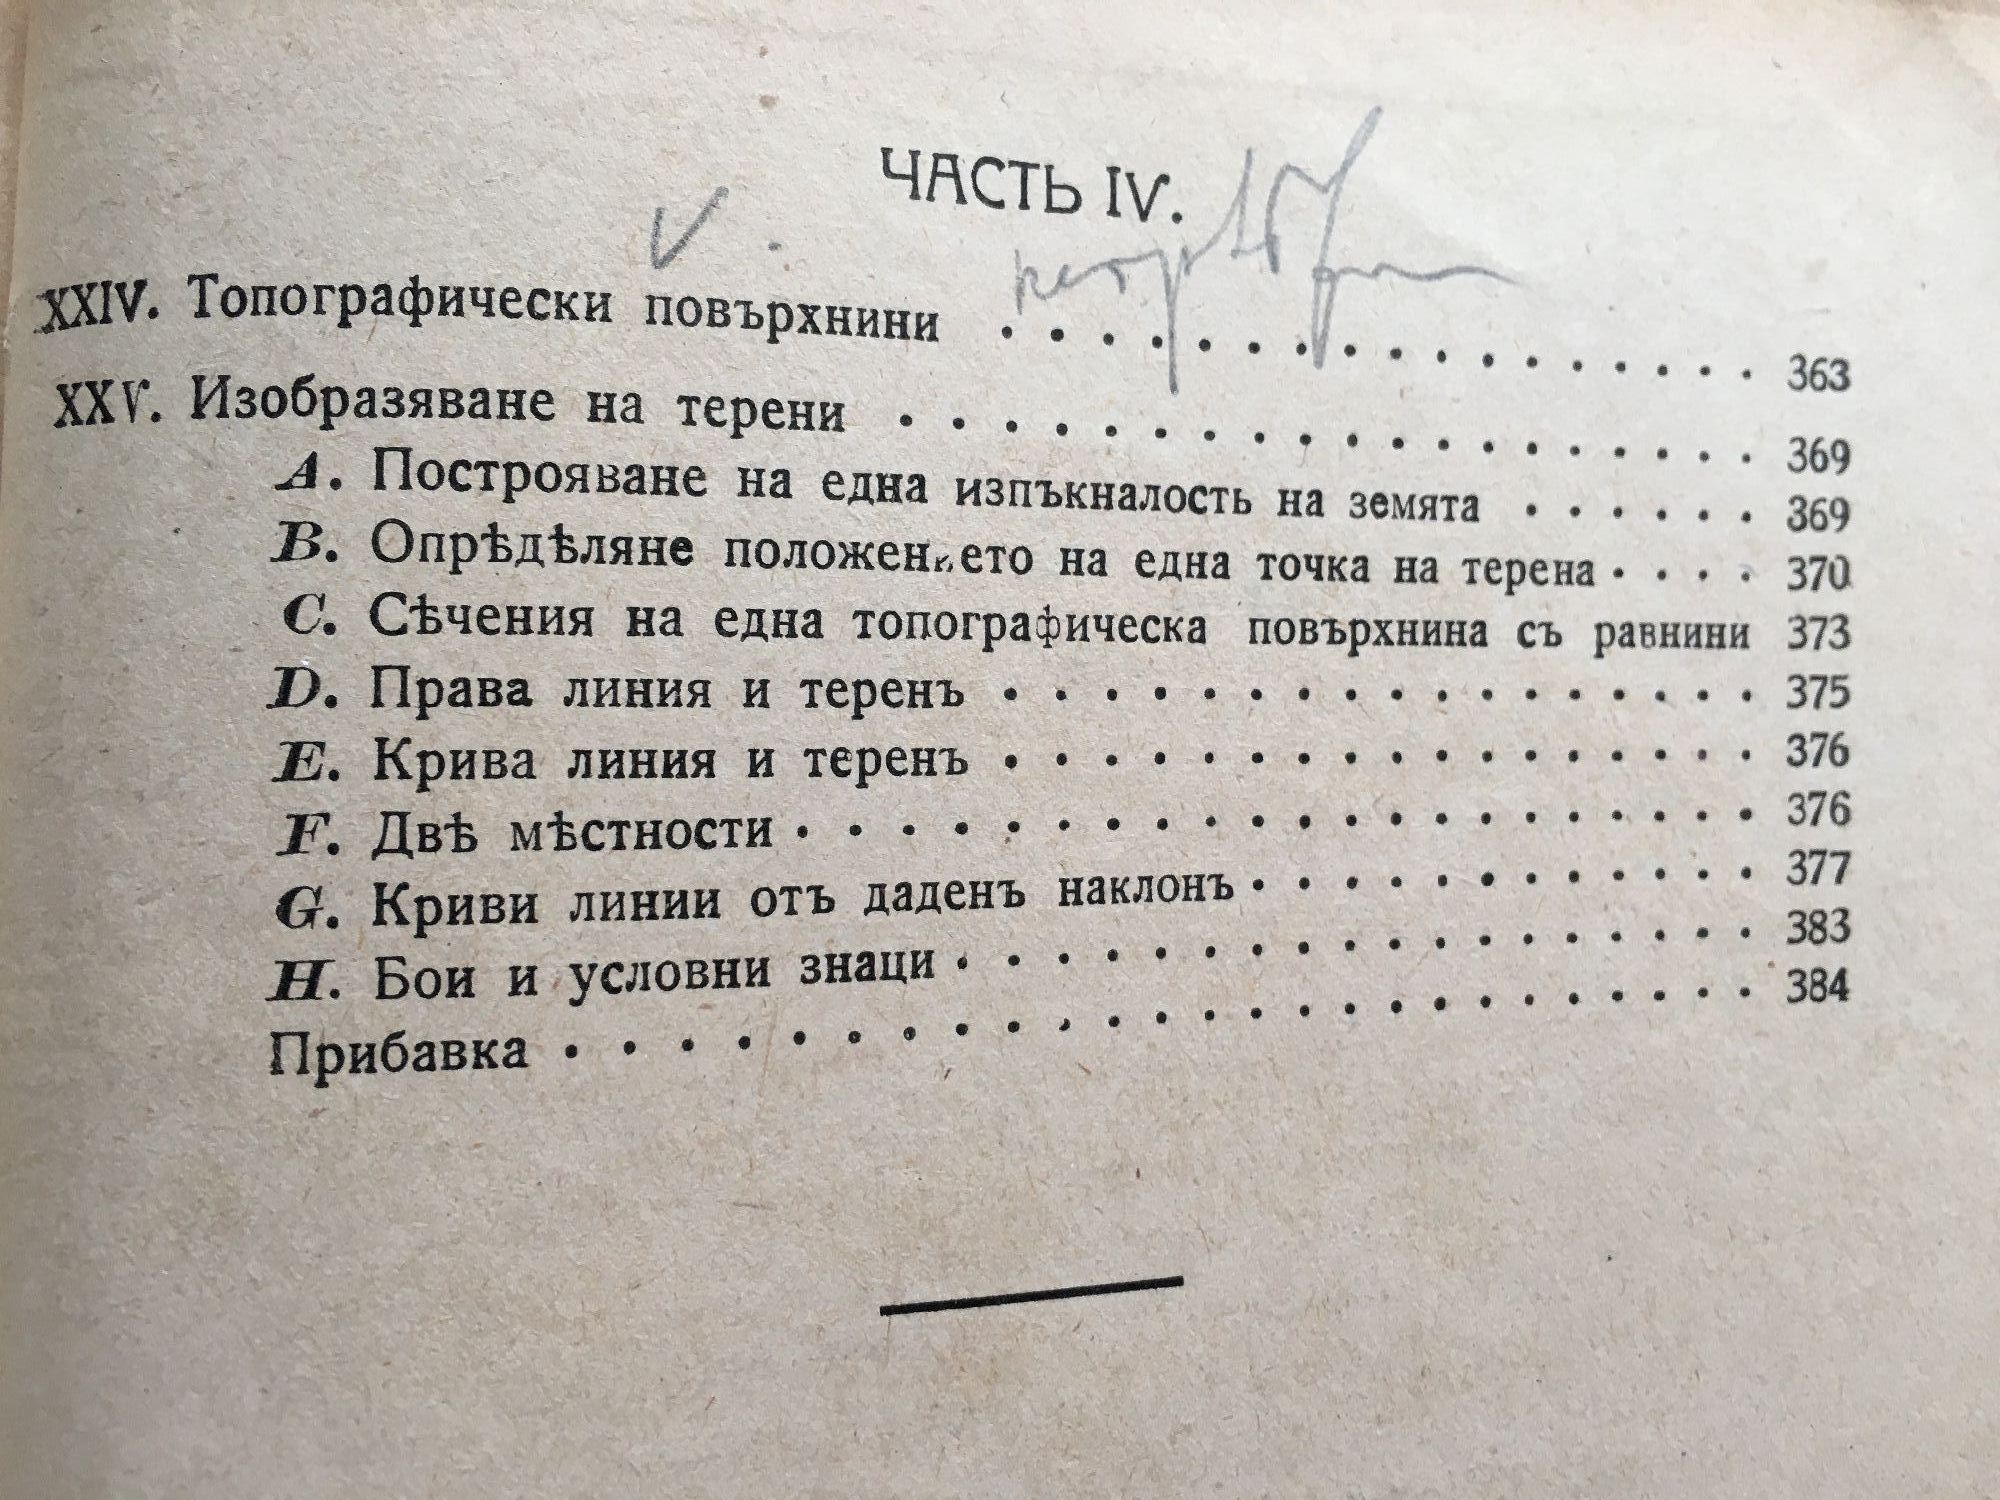 ЧАСТЬ IV.
XXIV. Топографически повърхнини . . . . . . . . . . . . . . . . 363
XXV. Изобразяване на терени . . . . . . . . . . . . . . . . . . 369
A. Построяване на една изпъкналость на земята . . . . . . 369
B. Опрѣдѣляне положението на една точка на терена . . . . 370
C. Сѣчения на една топографическа повърхнина съ равнини 373
D. Права линия и теренъ . . . . . . . . . . . . . . . . 375
E. Крива линия и теренъ . . . . . . . . . . . . . . . . 376
F. Двѣ мѣстности . . . . . . . . . . . . . . . . . . . . 376
G. Криви линии отъ даденъ наклонъ . . . . . . . . . . . 377
H. Бои и условни знаци . . . . . . . . . . . . . . . . . 383
Прибавка . . . . . . . . . . . . . . . . . . . . . . . . 384